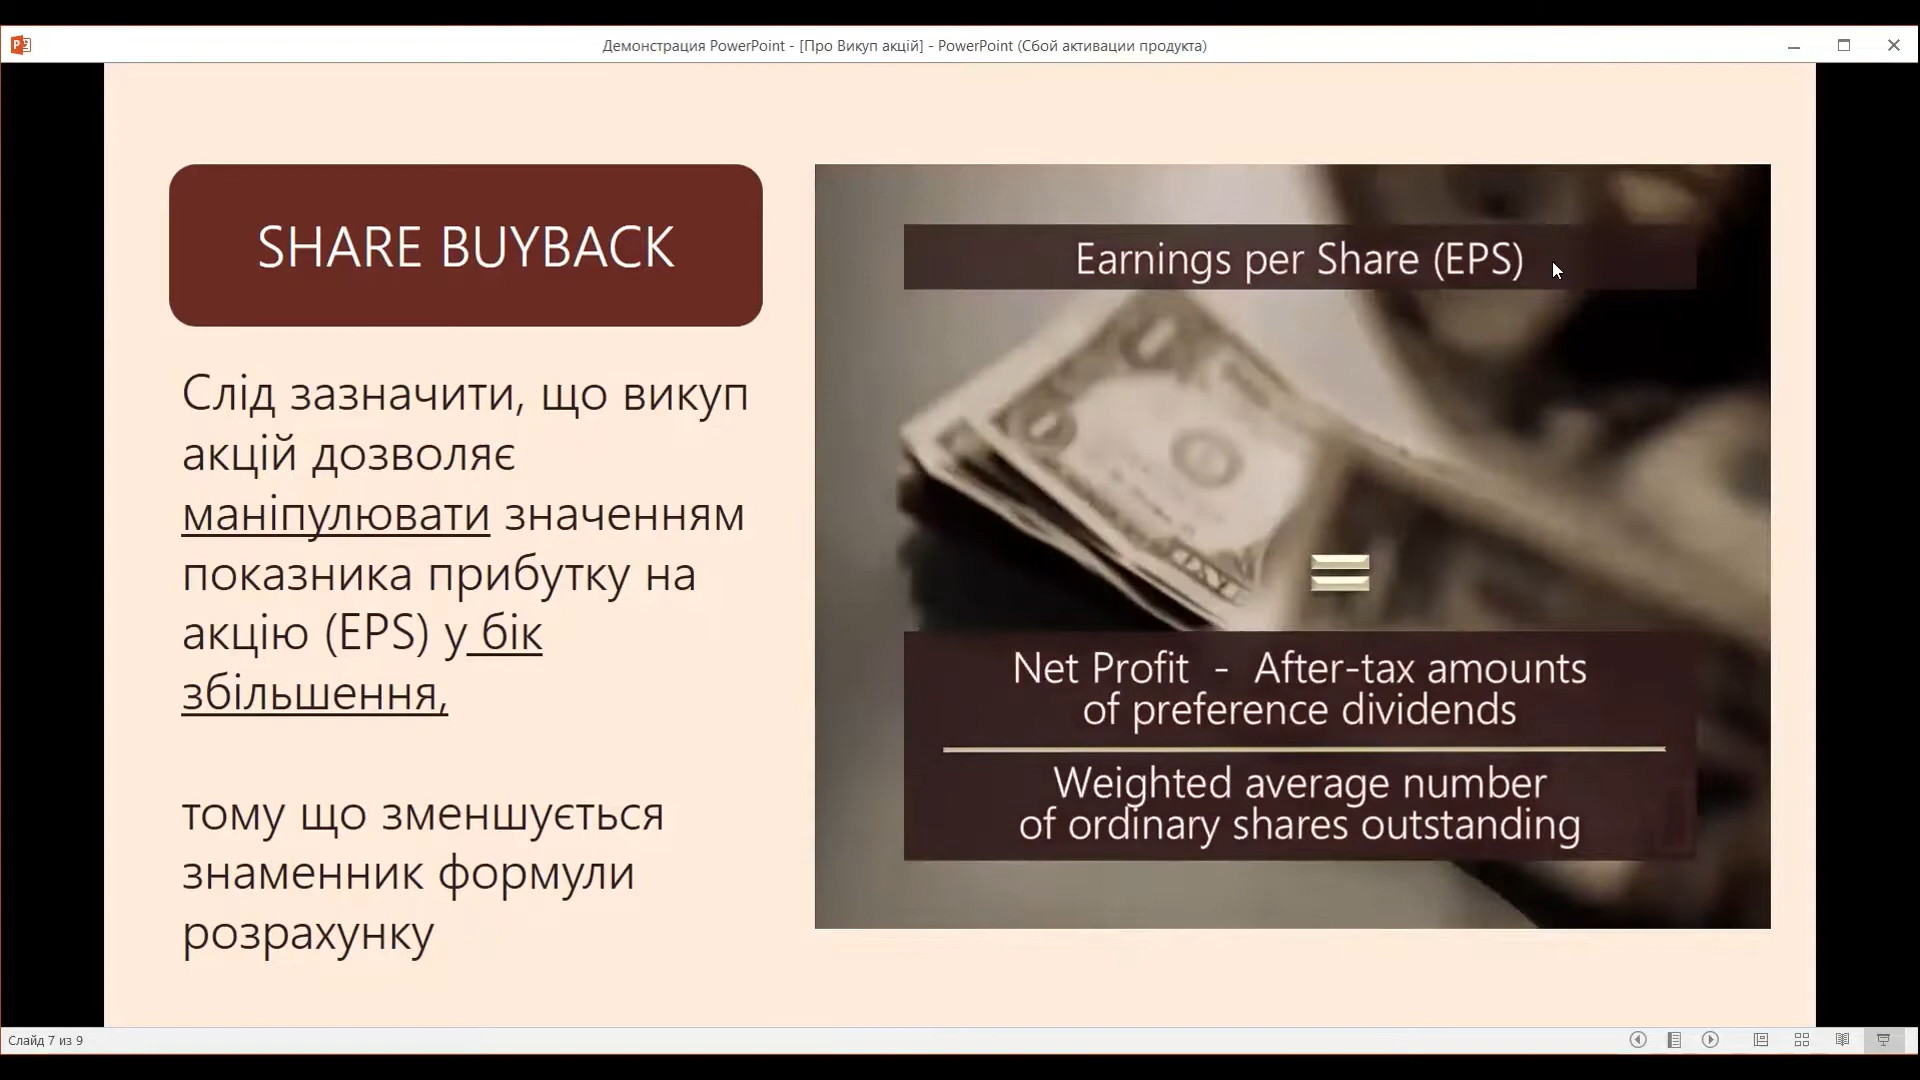 Демонстрация PowerPoint - [Про Викуп акцій] - PowerPoint (Сбой активации продукта)
SHARE BUYBACK
Слід зазначити, що викуп
акцій дозволяє
маніпулювати значенням
показника прибутку на
акцію (EPS) у бік
збільшення,
тому що зменшується
знаменник формули
розрахунку
Earnings per Share (EPS)
=
Net Profit - After-tax amounts
of preference dividends
Weighted average number
of ordinary shares outstanding
Слайд 7 из 9